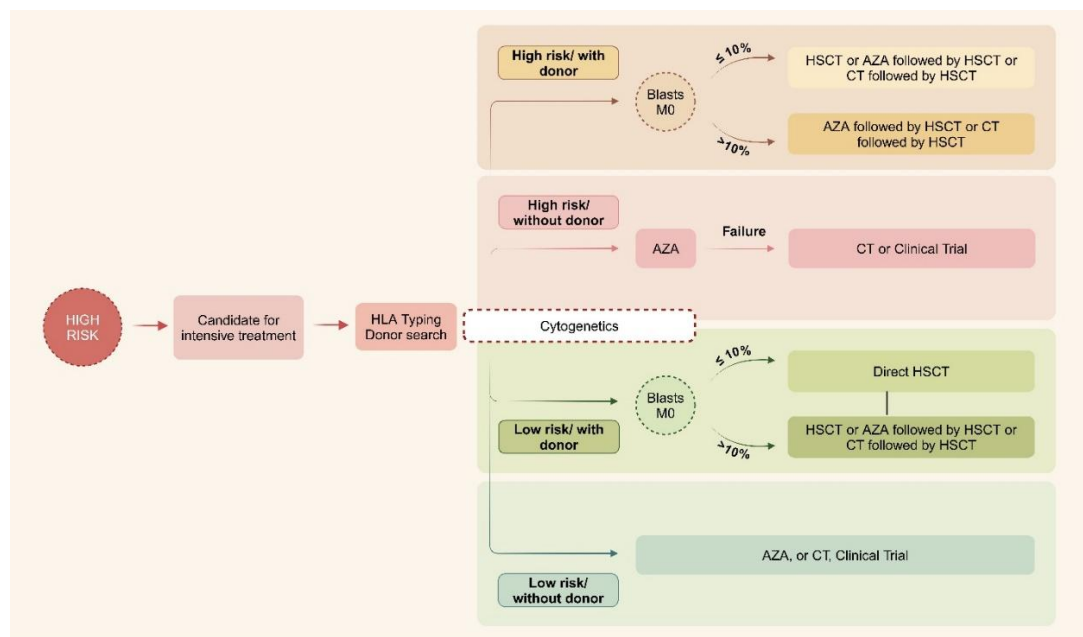 HIGH
RISK
Candidate for
intensive treatment
HLA Typing
Donor search
Cytogenetics
High risk/ with
donor
Blasts
M0
≤ 10%
HSCT or AZA followed by HSCT or
CT followed by HSCT
>10%
AZA followed by HSCT or CT
followed by HSCT
High risk/
without donor
AZA
Failure
CT or Clinical Trial
Low risk/ with
donor
Blasts
M0
≤ 10%
Direct HSCT
>10%
HSCT or AZA followed by HSCT or
CT followed by HSCT
Low risk/
without donor
AZA, or CT, Clinical Trial